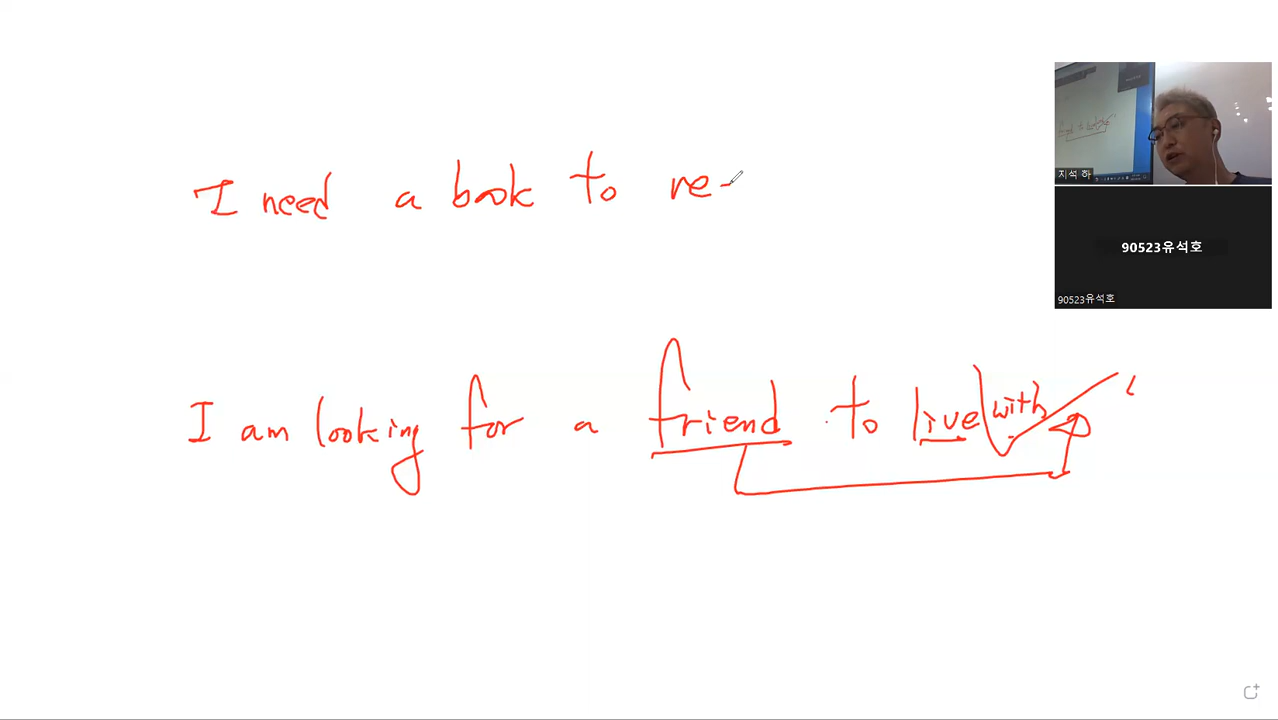 I need a book to re
I am looking for a friend to live with
지석 하
90523유석호
90523유석호